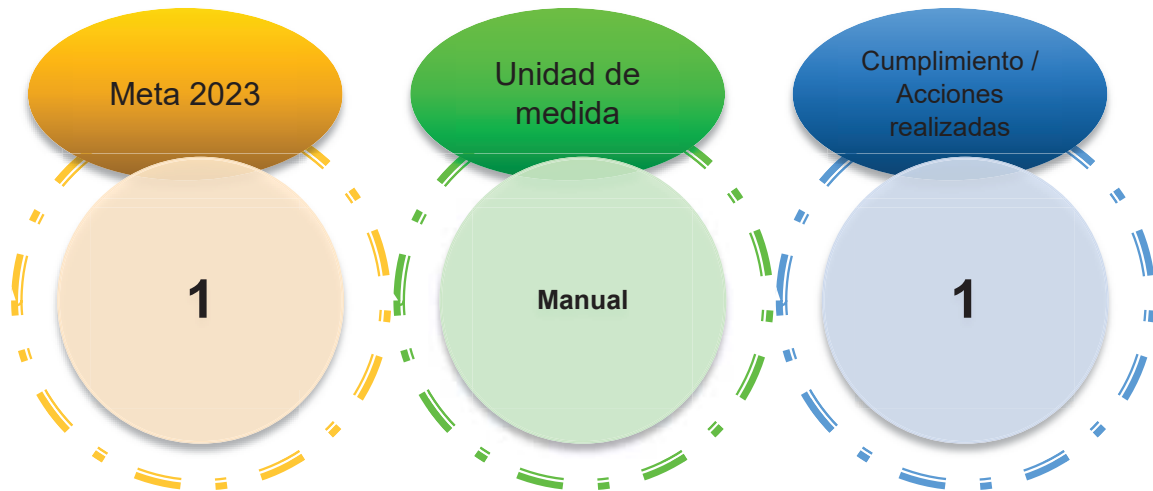 Meta 2023
1
Unidad de
medida
Manual
Cumplimiento /
Acciones
realizadas
1